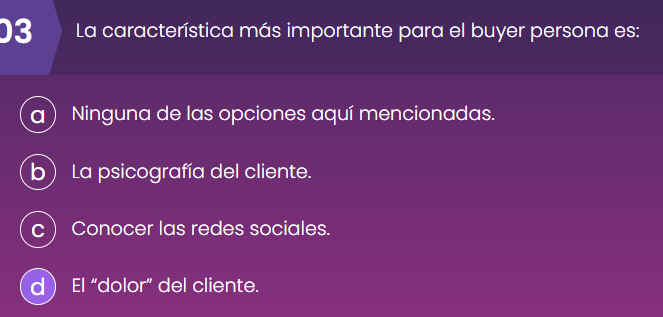 03
La característica más importante para el buyer persona es:
a Ninguna de las opciones aquí mencionadas.
b La psicografía del cliente.
c Conocer las redes sociales.
d El “dolor” del cliente.